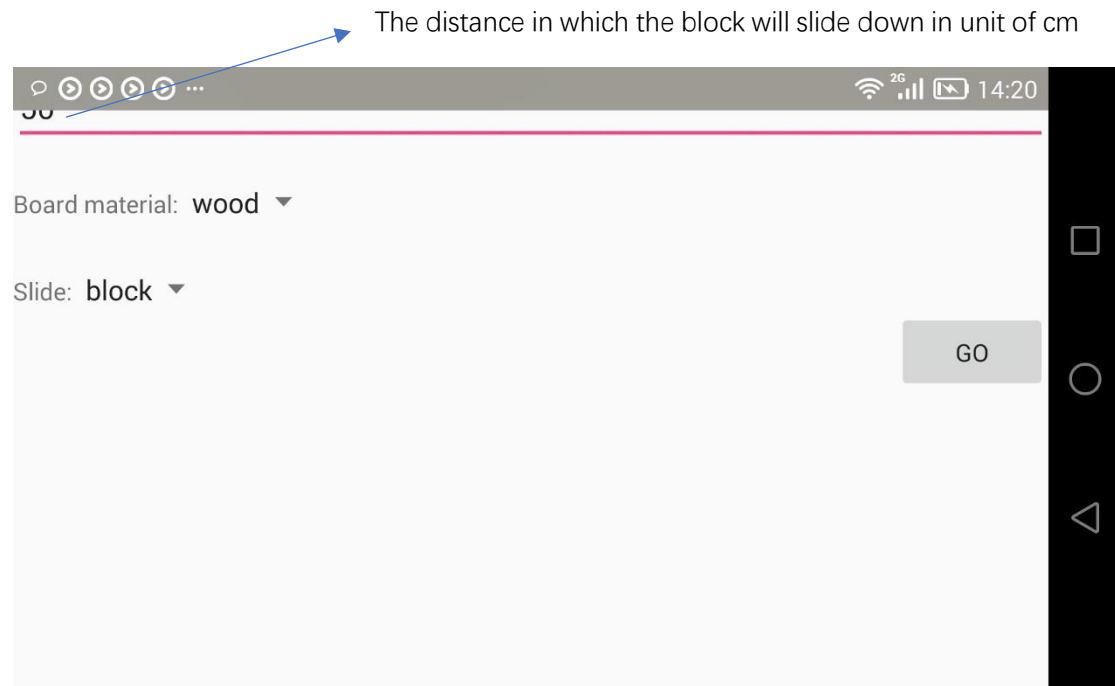 The distance in which the block will slide down in unit of cm
2G 14:20
Board material: wood
Slide: block
GO